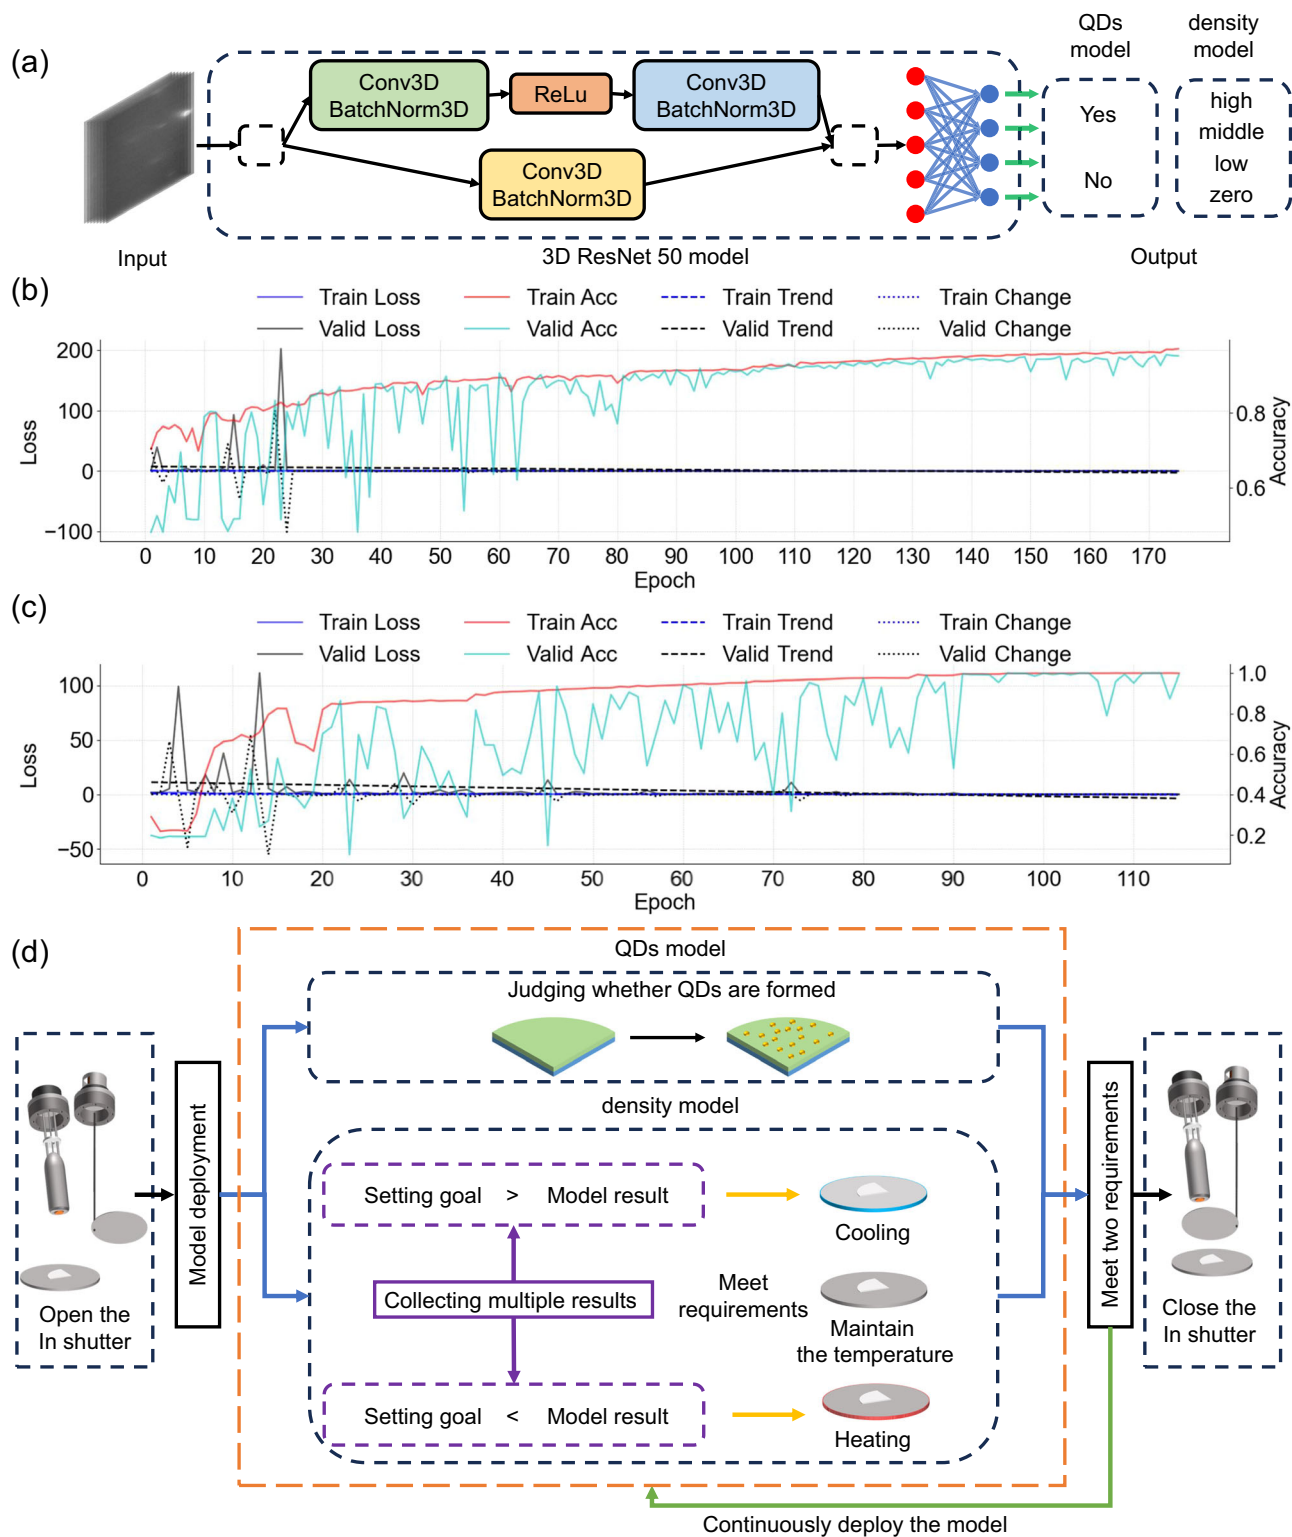 (a)
QDs model
density model
Conv3D
BatchNorm3D
ReLu
Conv3D
BatchNorm3D
Conv3D
BatchNorm3D
Yes
No
high
middle
low
zero
Input
3D ResNet 50 model
Output
(b)
Train Loss
Train Acc
Train Trend
Train Change
Valid Loss
Valid Acc
Valid Trend
Valid Change
200
100
0
−100
Loss
0.8
0.6
Accuracy
0 10 20 30 40 50 60 70 80 90 100 110 120 130 140 150 160 170
Epoch
(c)
Train Loss
Train Acc
Train Trend
Train Change
Valid Loss
Valid Acc
Valid Trend
Valid Change
100
50
0
−50
Loss
1.0
0.8
0.6
0.4
0.2
Accuracy
0 10 20 30 40 50 60 70 80 90 100 110
Epoch
(d)
QDs model
Judging whether QDs are formed
density model
Open the
In shutter
Model deployment
Setting goal > Model result
Cooling
Collecting multiple results
Meet
requirements
Maintain
the temperature
Setting goal < Model result
Heating
Meet two requirements
Close the
In shutter
Continuously deploy the model